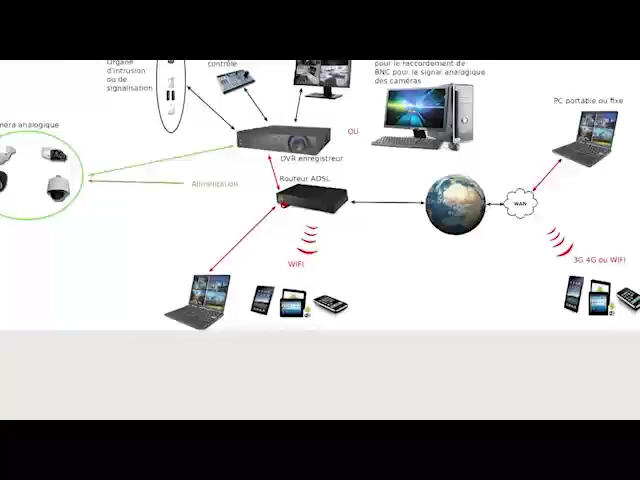 Organe
d'intrusion
ou de
signalisation
contrôle
pour le raccordement de
BNC pour le signal analogique
des caméras
PC portable ou fixe
méra analogique
OU
DVR enregistreur
Alimentation
Routeur ADSL
WAN
WIFI
3G 4G ou WIFI